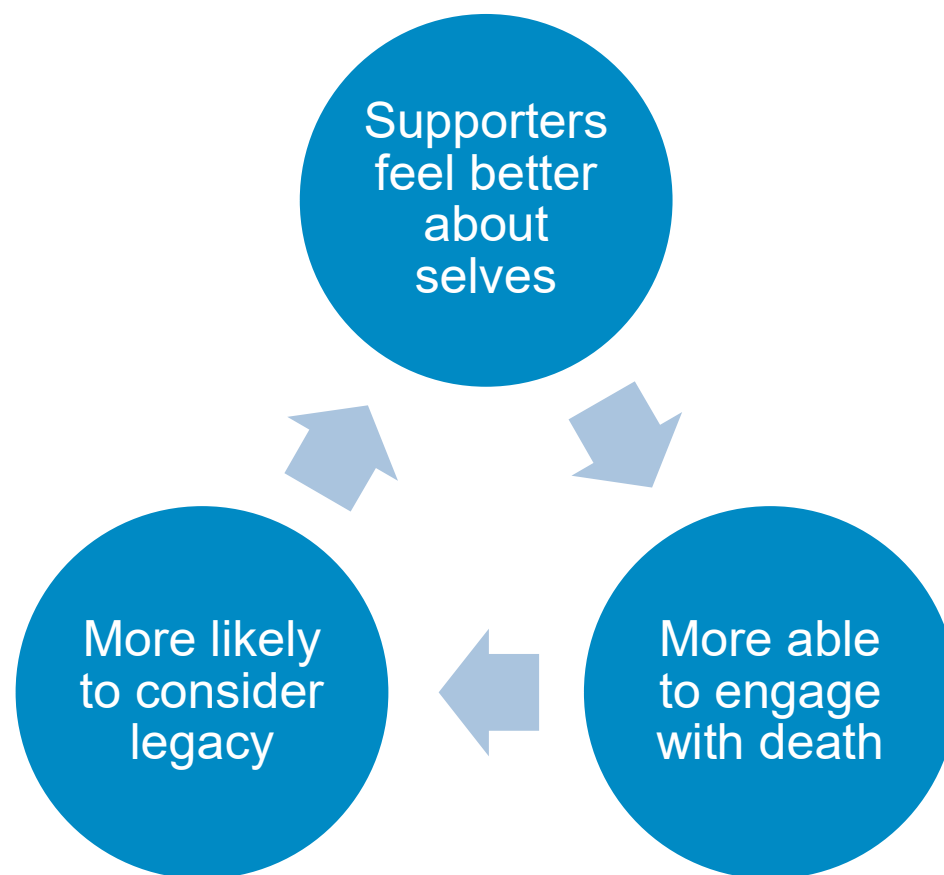 Supporters
feel better
about
selves
More likely
to consider
legacy
More able
to engage
with death